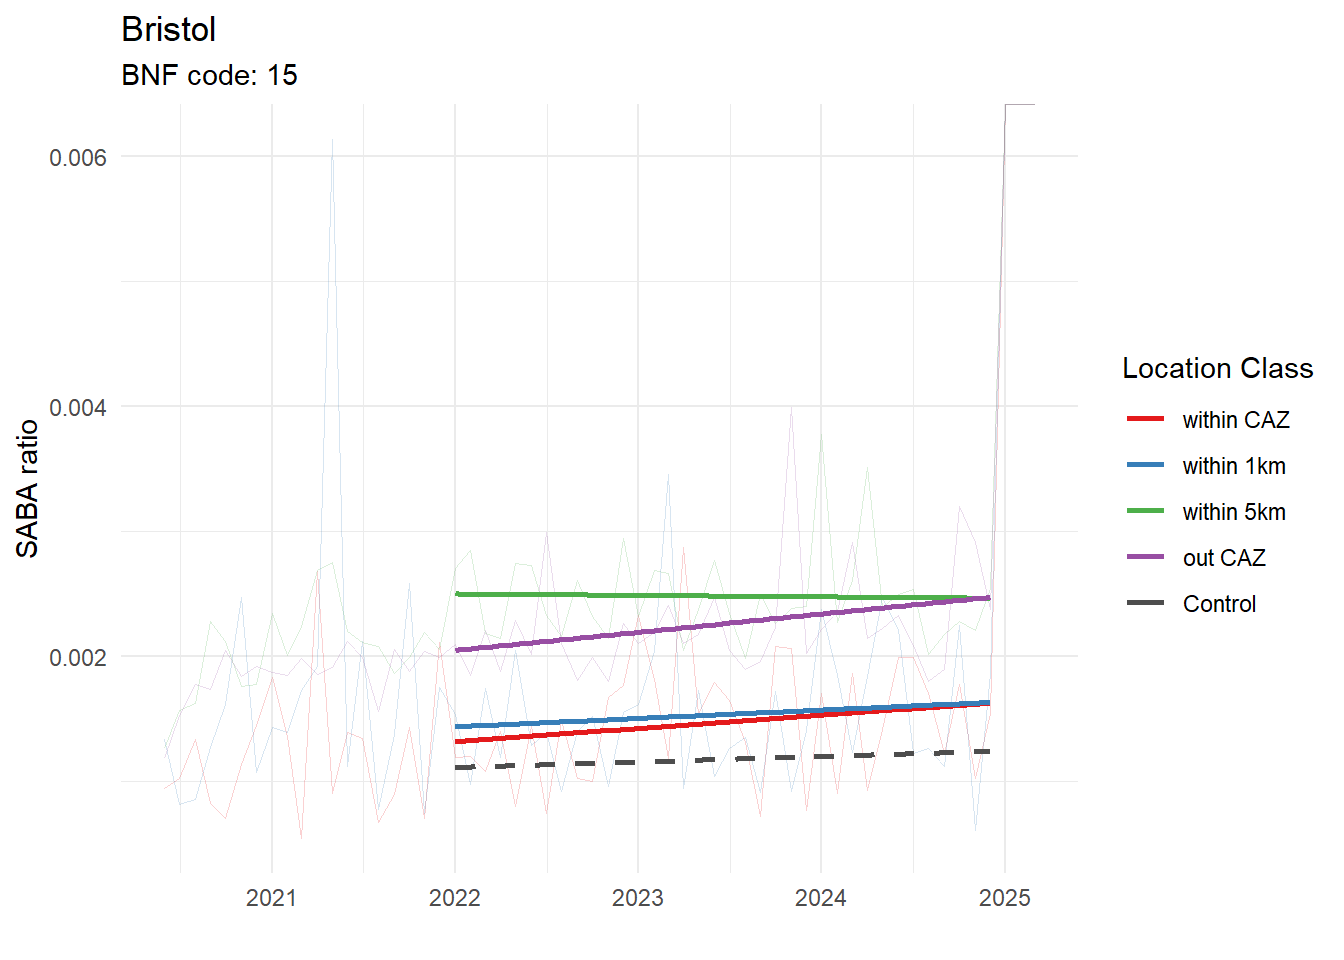 Bristol
BNF code: 15
0.006
0.004
0.002
SABA ratio
2021
2022
2023
2024
2025
Location Class
within CAZ
within 1km
within 5km
out CAZ
Control